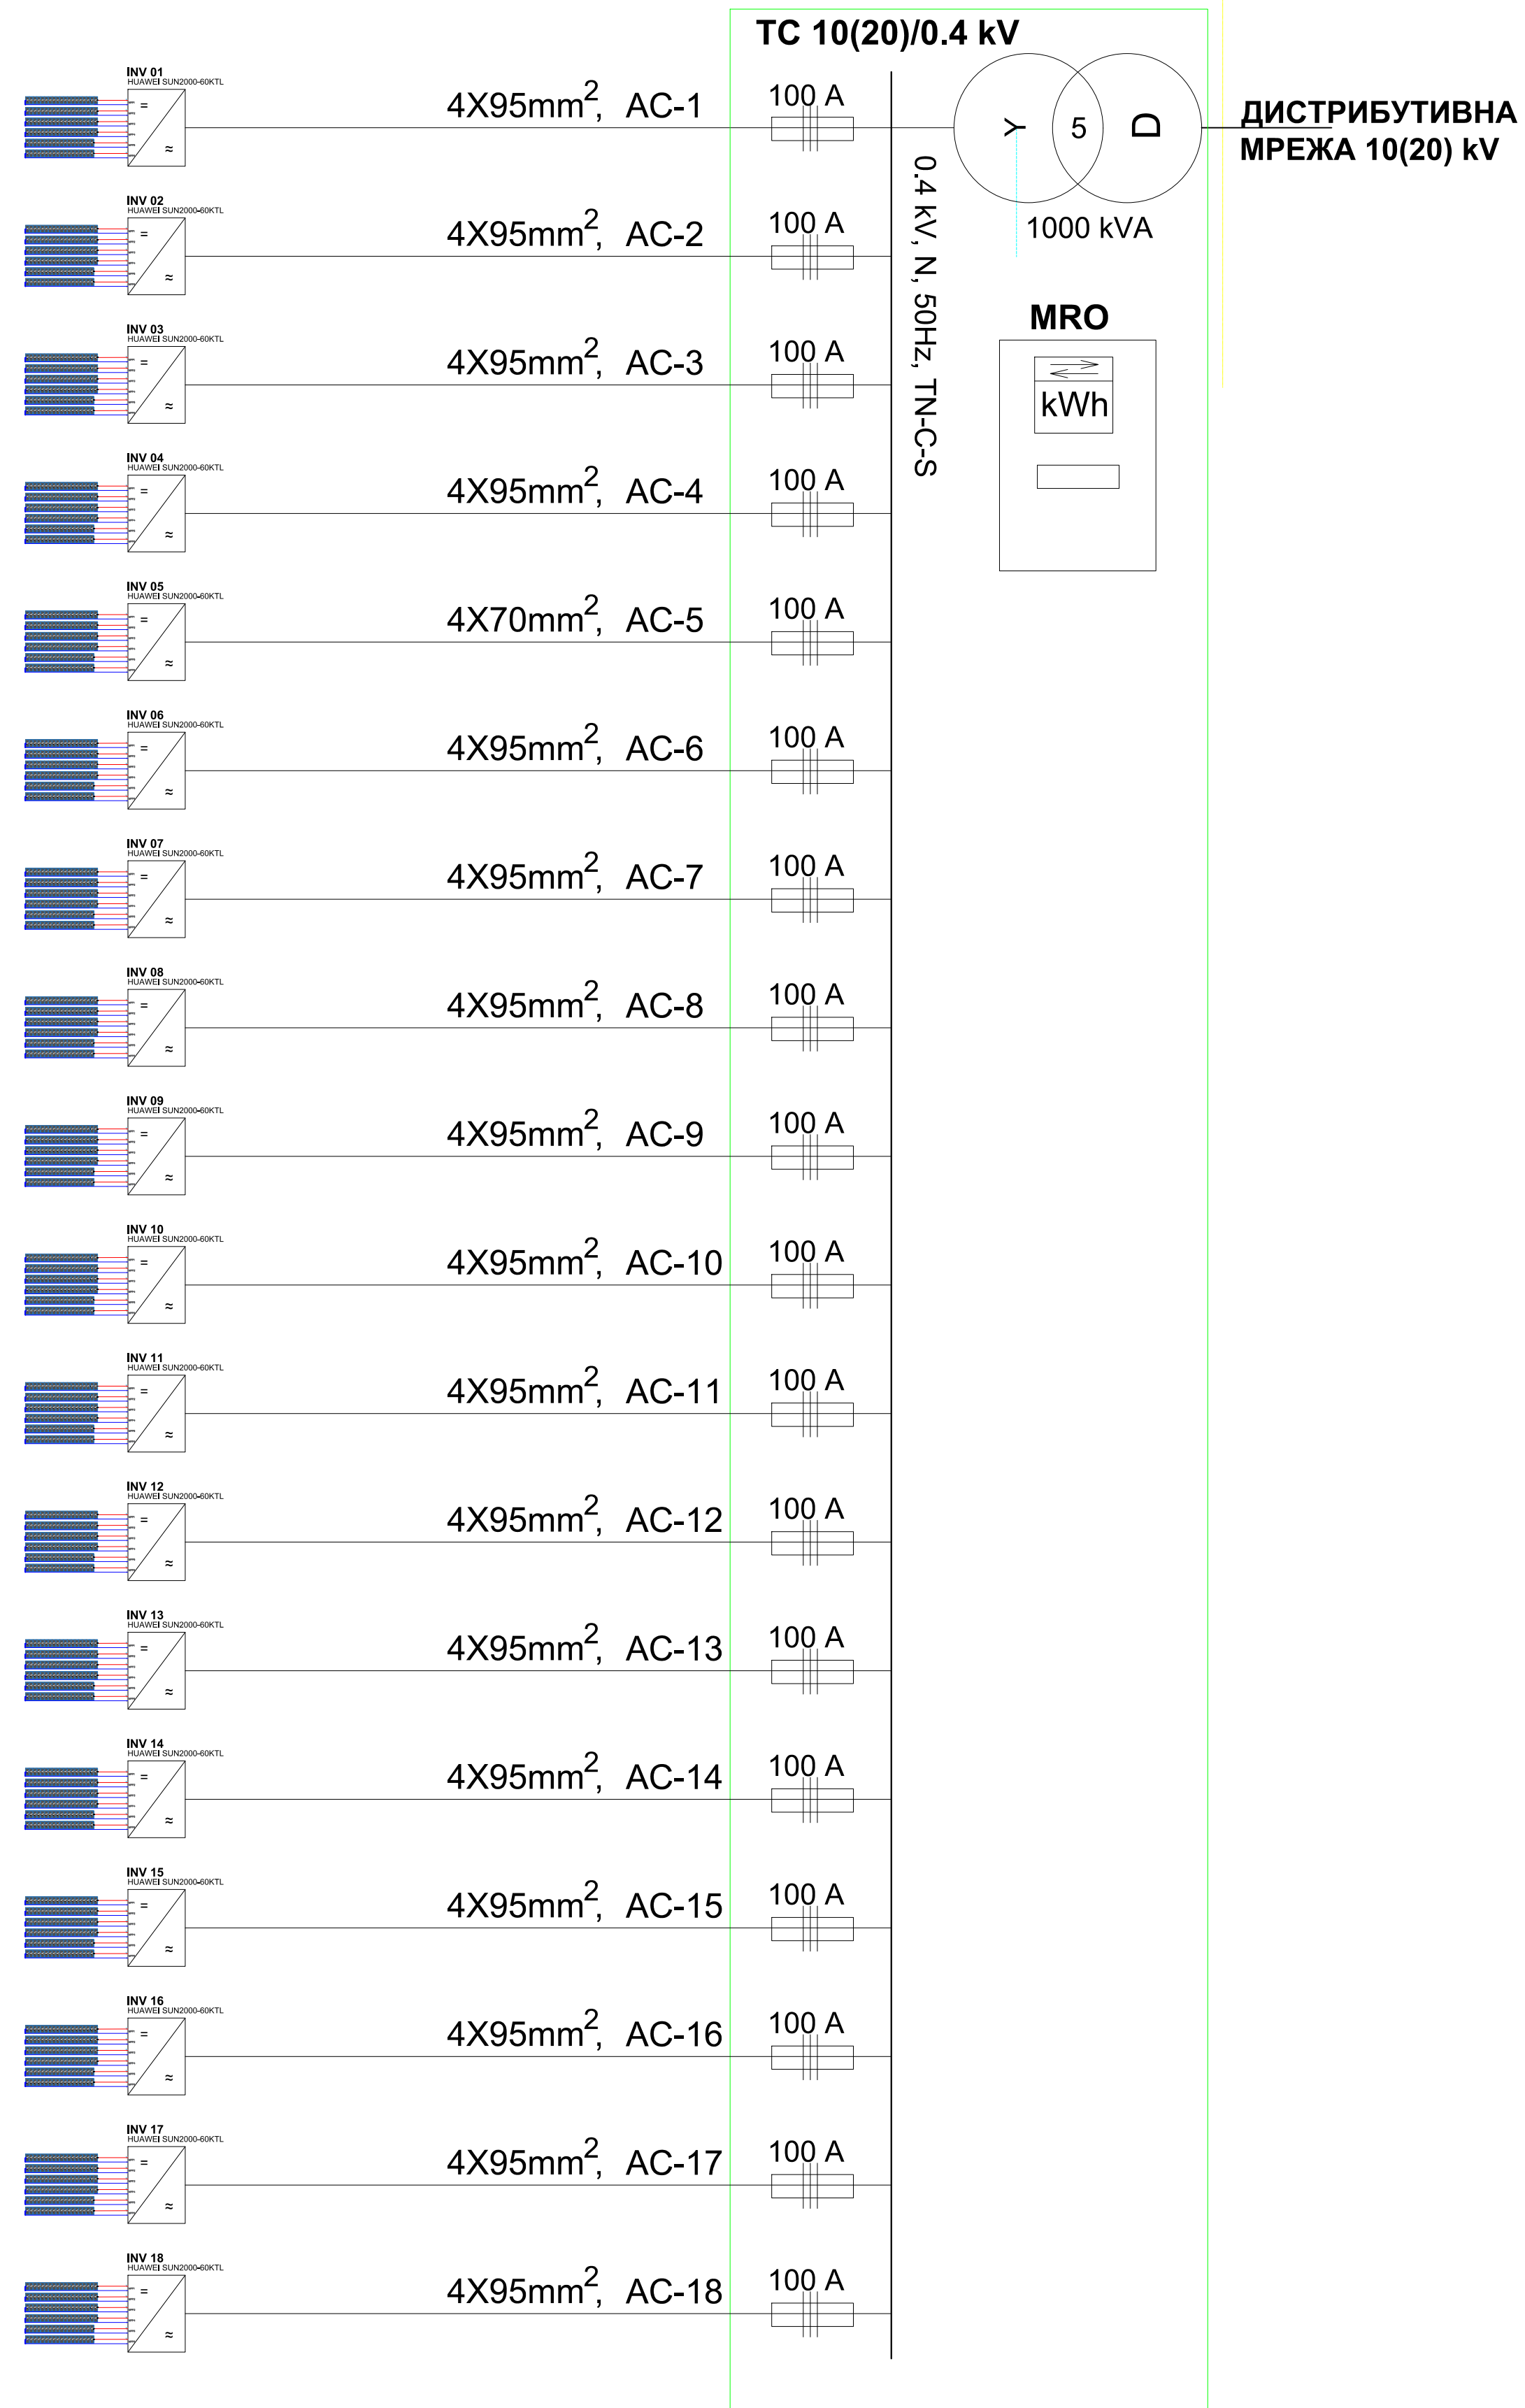 ТС 10(20)/0.4 kV
INV 01
HUAWEI SUN2000-60KTL
=
≈
4X95mm², AC-1
100 A
Y
5
D
1000 kVA
ДИСТРИБУТИВНА
МРЕЖА 10(20) kV
0.4 kV, N, 50Hz, TN-C-S
MRO
kWh
INV 02
HUAWEI SUN2000-60KTL
=
≈
4X95mm², AC-2
100 A
INV 03
HUAWEI SUN2000-60KTL
=
≈
4X95mm², AC-3
100 A
INV 04
HUAWEI SUN2000-60KTL
=
≈
4X95mm², AC-4
100 A
INV 05
HUAWEI SUN2000-60KTL
=
≈
4X70mm², AC-5
100 A
INV 06
HUAWEI SUN2000-60KTL
=
≈
4X95mm², AC-6
100 A
INV 07
HUAWEI SUN2000-60KTL
=
≈
4X95mm², AC-7
100 A
INV 08
HUAWEI SUN2000-60KTL
=
≈
4X95mm², AC-8
100 A
INV 09
HUAWEI SUN2000-60KTL
=
≈
4X95mm², AC-9
100 A
INV 10
HUAWEI SUN2000-60KTL
=
≈
4X95mm², AC-10
100 A
INV 11
HUAWEI SUN2000-60KTL
=
≈
4X95mm², AC-11
100 A
INV 12
HUAWEI SUN2000-60KTL
=
≈
4X95mm², AC-12
100 A
INV 13
HUAWEI SUN2000-60KTL
=
≈
4X95mm², AC-13
100 A
INV 14
HUAWEI SUN2000-60KTL
=
≈
4X95mm², AC-14
100 A
INV 15
HUAWEI SUN2000-60KTL
=
≈
4X95mm², AC-15
100 A
INV 16
HUAWEI SUN2000-60KTL
=
≈
4X95mm², AC-16
100 A
INV 17
HUAWEI SUN2000-60KTL
=
≈
4X95mm², AC-17
100 A
INV 18
HUAWEI SUN2000-60KTL
=
≈
4X95mm², AC-18
100 A